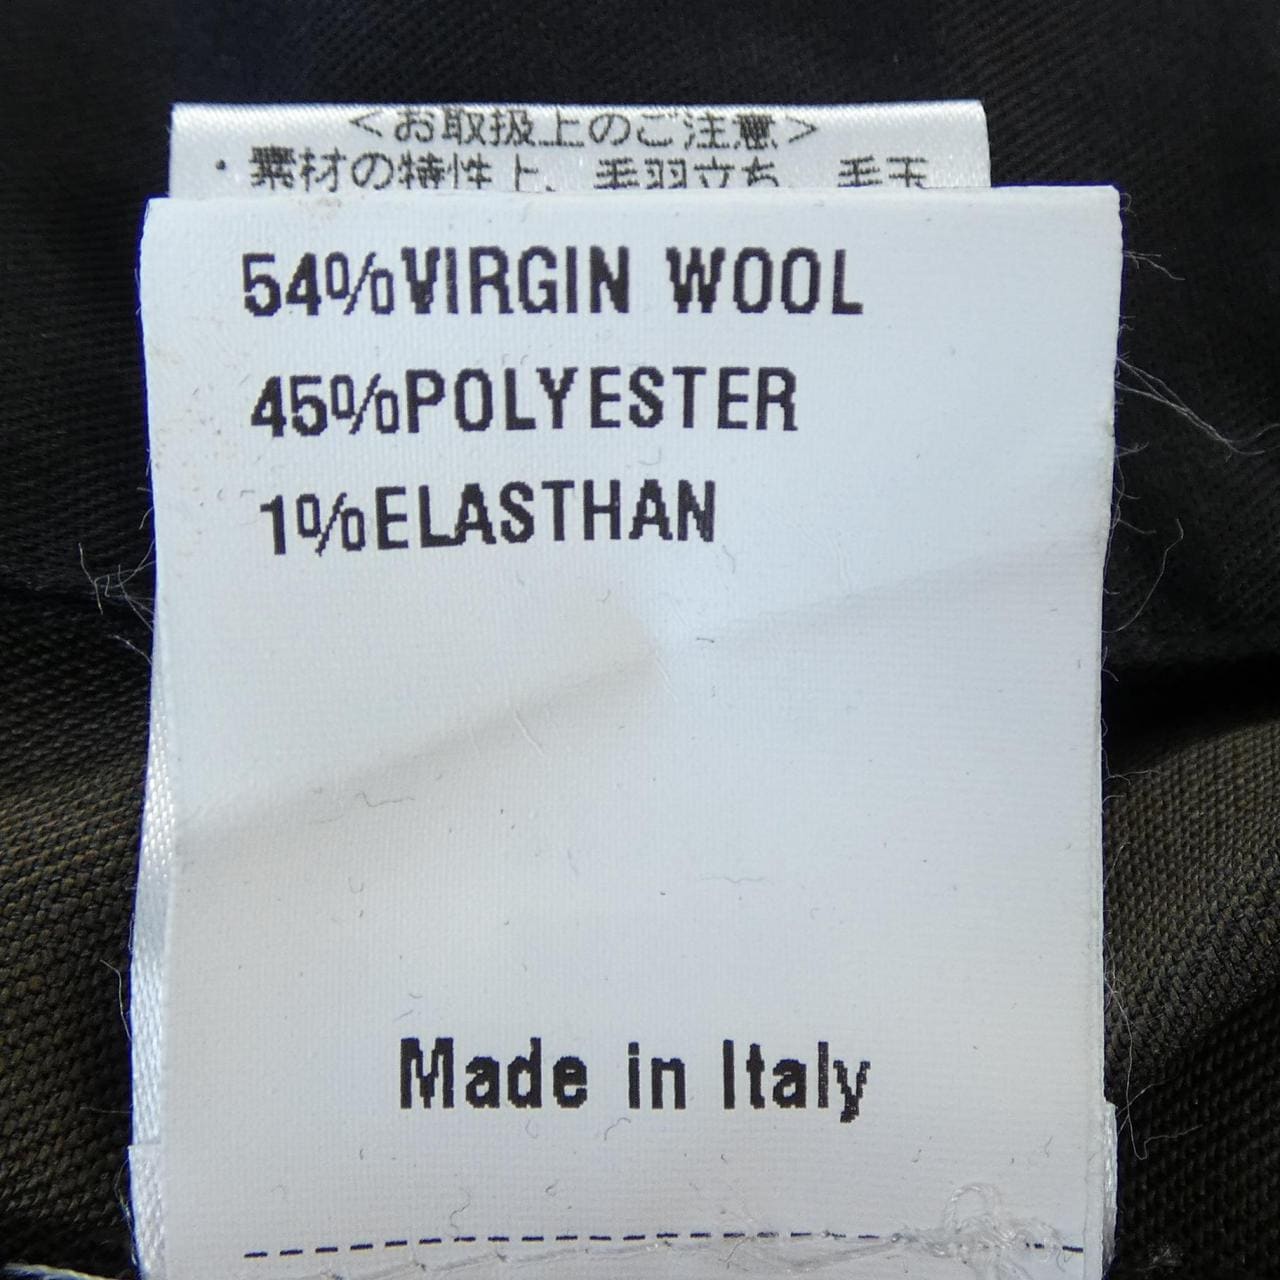 <お取扱上のご注意>
・素材の特性上、毛羽立ち、毛玉
54%VIRGIN WOOL
45%POLYESTER
1%ELASTHAN
Made in Italy